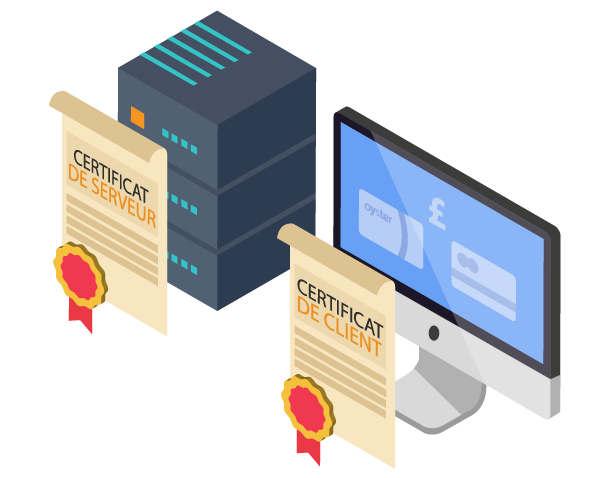 CERTIFICAT
DE SERVEUR
oyster
£
CERTIFICAT
DE CLIENT